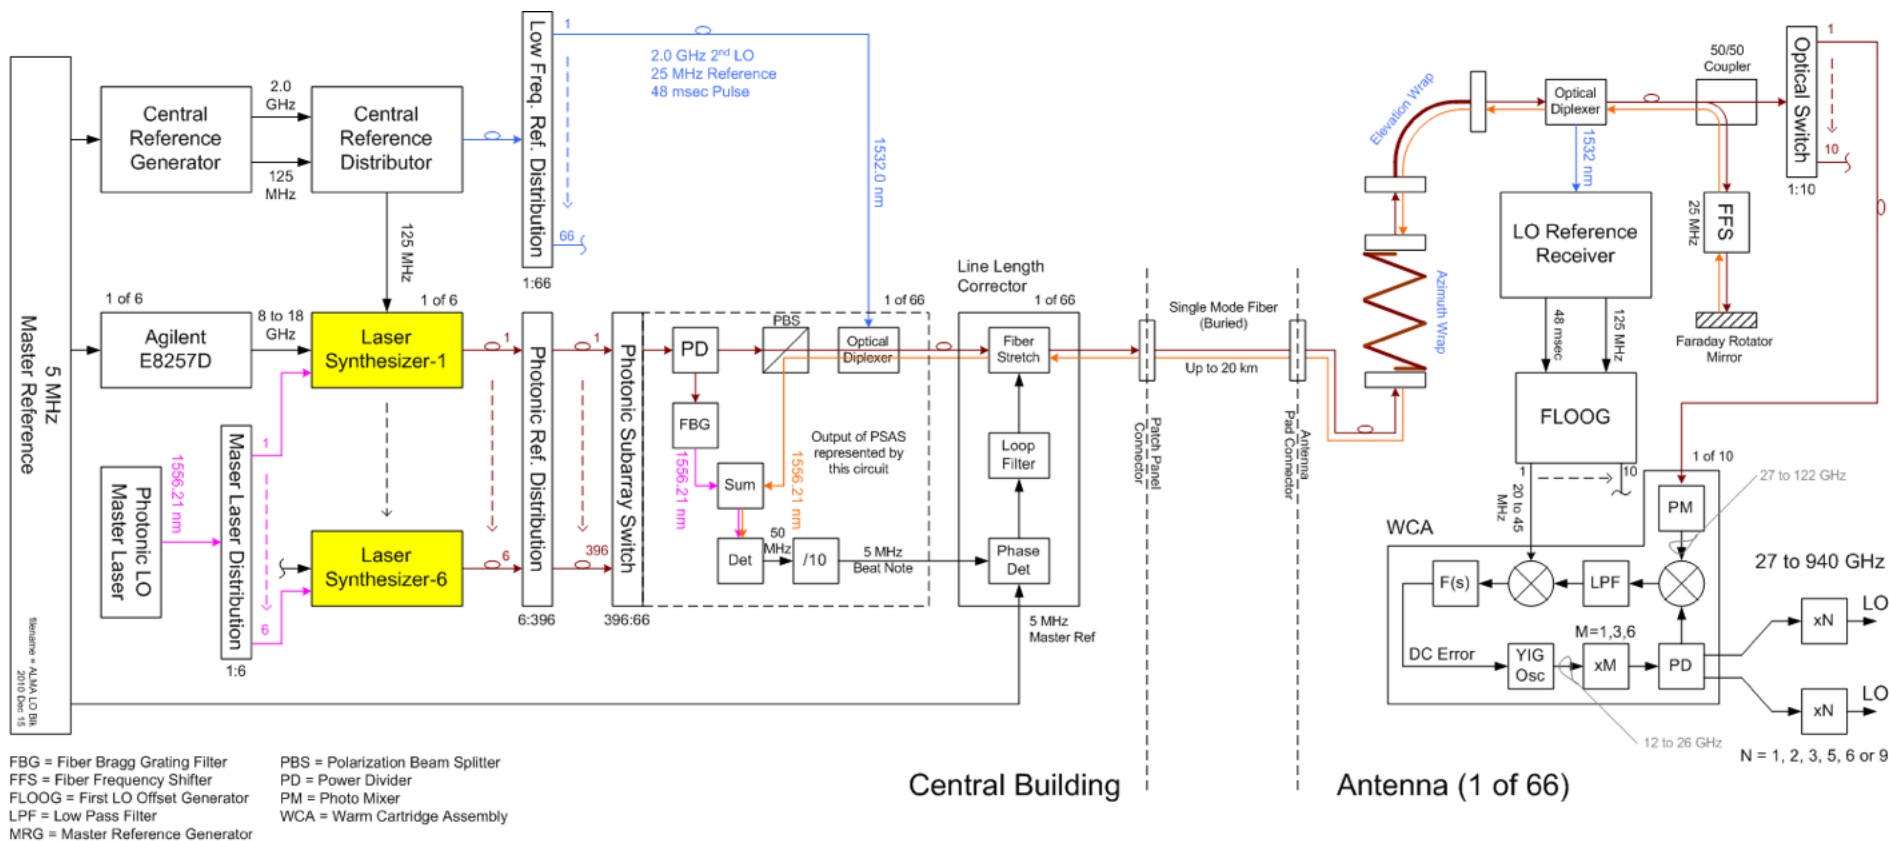 5 MHz
Master Reference
filename = ALMA LO Blk
2010 Dec 15
Central
Reference
Generator
2.0
GHz
125
MHz
Central
Reference
Distributor
125 MHz
Low Freq. Ref. Distribution
1
66
1:66
2.0 GHz 2nd LO
25 MHz Reference
48 msec Pulse
1532.0 nm
1 of 6
Agilent
E8257D
8 to 18
GHz
1 of 6
Laser
Synthesizer-1
Photonic LO
Master Laser
1556.21 nm
Maser Laser Distribution
1
6
1:6
Laser
Synthesizer-6
1
6
Photonic Ref. Distribution
6:396
1
396
Photonic Subarray Switch
396:66
1 of 66
PD
PBS
Optical
Diplexer
FBG
1556.21 nm
Sum
1556.21 nm
Output of PSAS
represented by
this circuit
Det
50
MHz
/10
5 MHz
Beat Note
Line Length
Corrector
1 of 66
Fiber
Stretch
Loop
Filter
Phase
Det
5 MHz
Master Ref
Single Mode Fiber
(Buried)
Up to 20 km
Patch Panel
Connector
Antenna
Pad Connector
Elevation Wrap
Azimuth Wrap
Optical
Diplexer
1532 nm
50/50
Coupler
Optical Switch
1
10
1:10
FFS
25 MHz
Faraday Rotator
Mirror
LO Reference
Receiver
48 msec
125 MHz
FLOOG
1
10
20 to 45
MHz
1 of 10
27 to 122 GHz
WCA
PM
F(s)
LPF
M=1,3,6
DC Error
YIG
Osc
xM
PD
12 to 26 GHz
27 to 940 GHz
xN
LO
xN
LO
N = 1, 2, 3, 5, 6 or 9
FBG = Fiber Bragg Grating Filter
FFS = Fiber Frequency Shifter
FLOOG = First LO Offset Generator
LPF = Low Pass Filter
MRG = Master Reference Generator
PBS = Polarization Beam Splitter
PD = Power Divider
PM = Photo Mixer
WCA = Warm Cartridge Assembly
Central Building
Antenna (1 of 66)